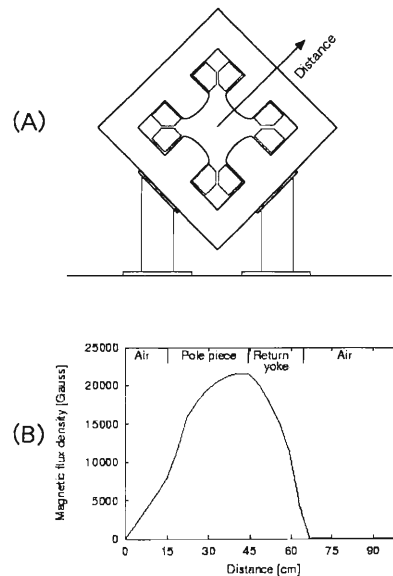 (A)
Distance
(B)
Magnetic flux density [Gauss]
25000
20000
15000
10000
5000
0
Air
Pole piece
Return
yoke
Air
0
15
30
45
60
75
90
Distance [cm]